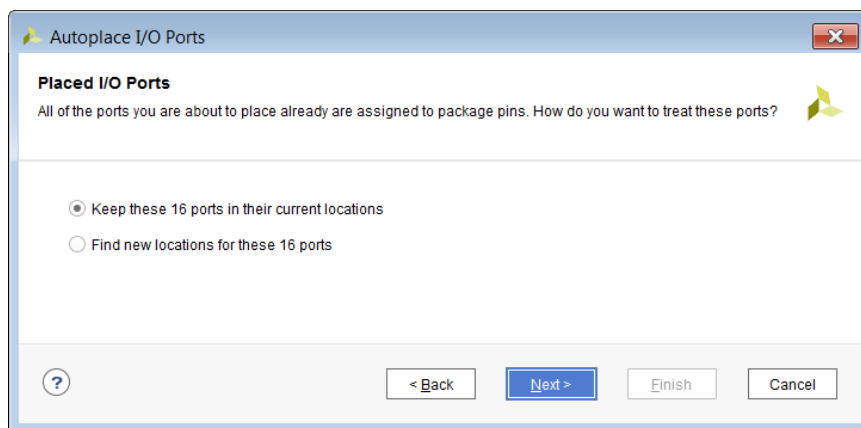 Autoplace I/O Ports
Placed I/O Ports
All of the ports you are about to place already are assigned to package pins. How do you want to treat these ports?
Keep these 16 ports in their current locations
Find new locations for these 16 ports
?
< Back
Next >
Finish
Cancel